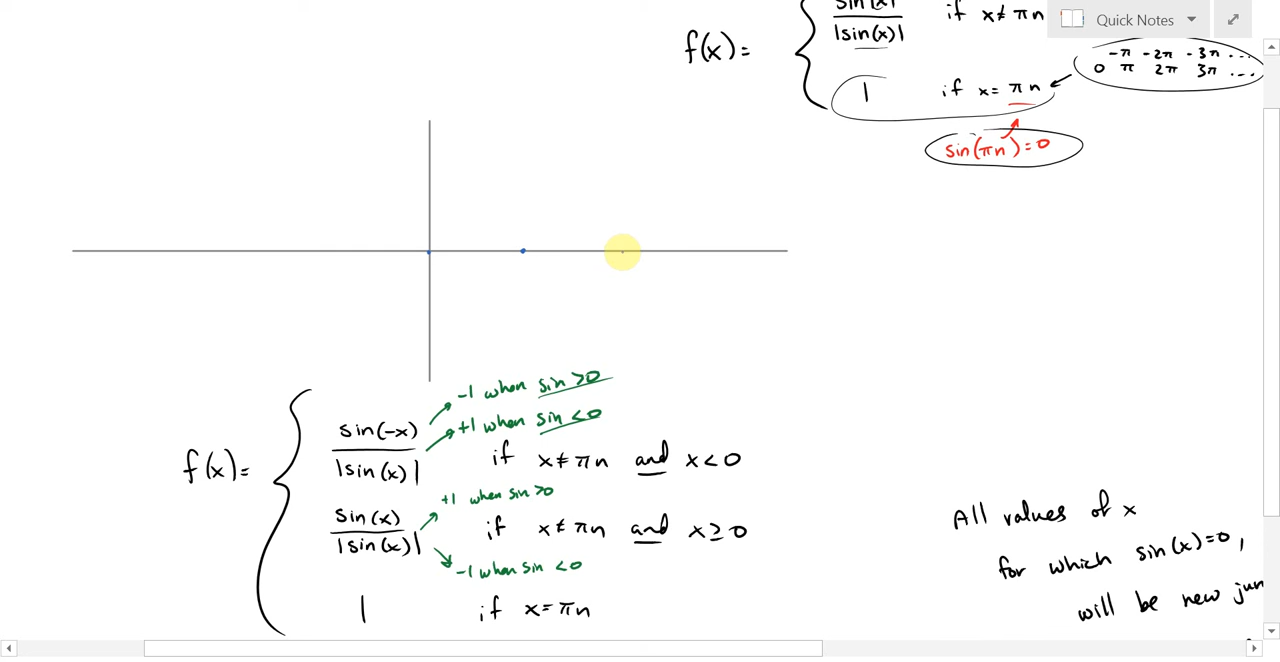 sin|x|
|sin(x)|
if x≠πn
Quick Notes
f(x)=
-π -2π -3π ...
0 π 2π 3π ...
1 if x=πn
sin(πn)=0
-1 when sin>0
+1 when sin<0
sin(-x)
|sin(x)|
if x≠πn and x<0
f(x)=
+1 when sin>0
sin(x)
|sin(x)|
if x≠πn and x≥0
-1 when sin<0
1 if x=πn
All values of x
for which sin(x)=0,
will be new jun